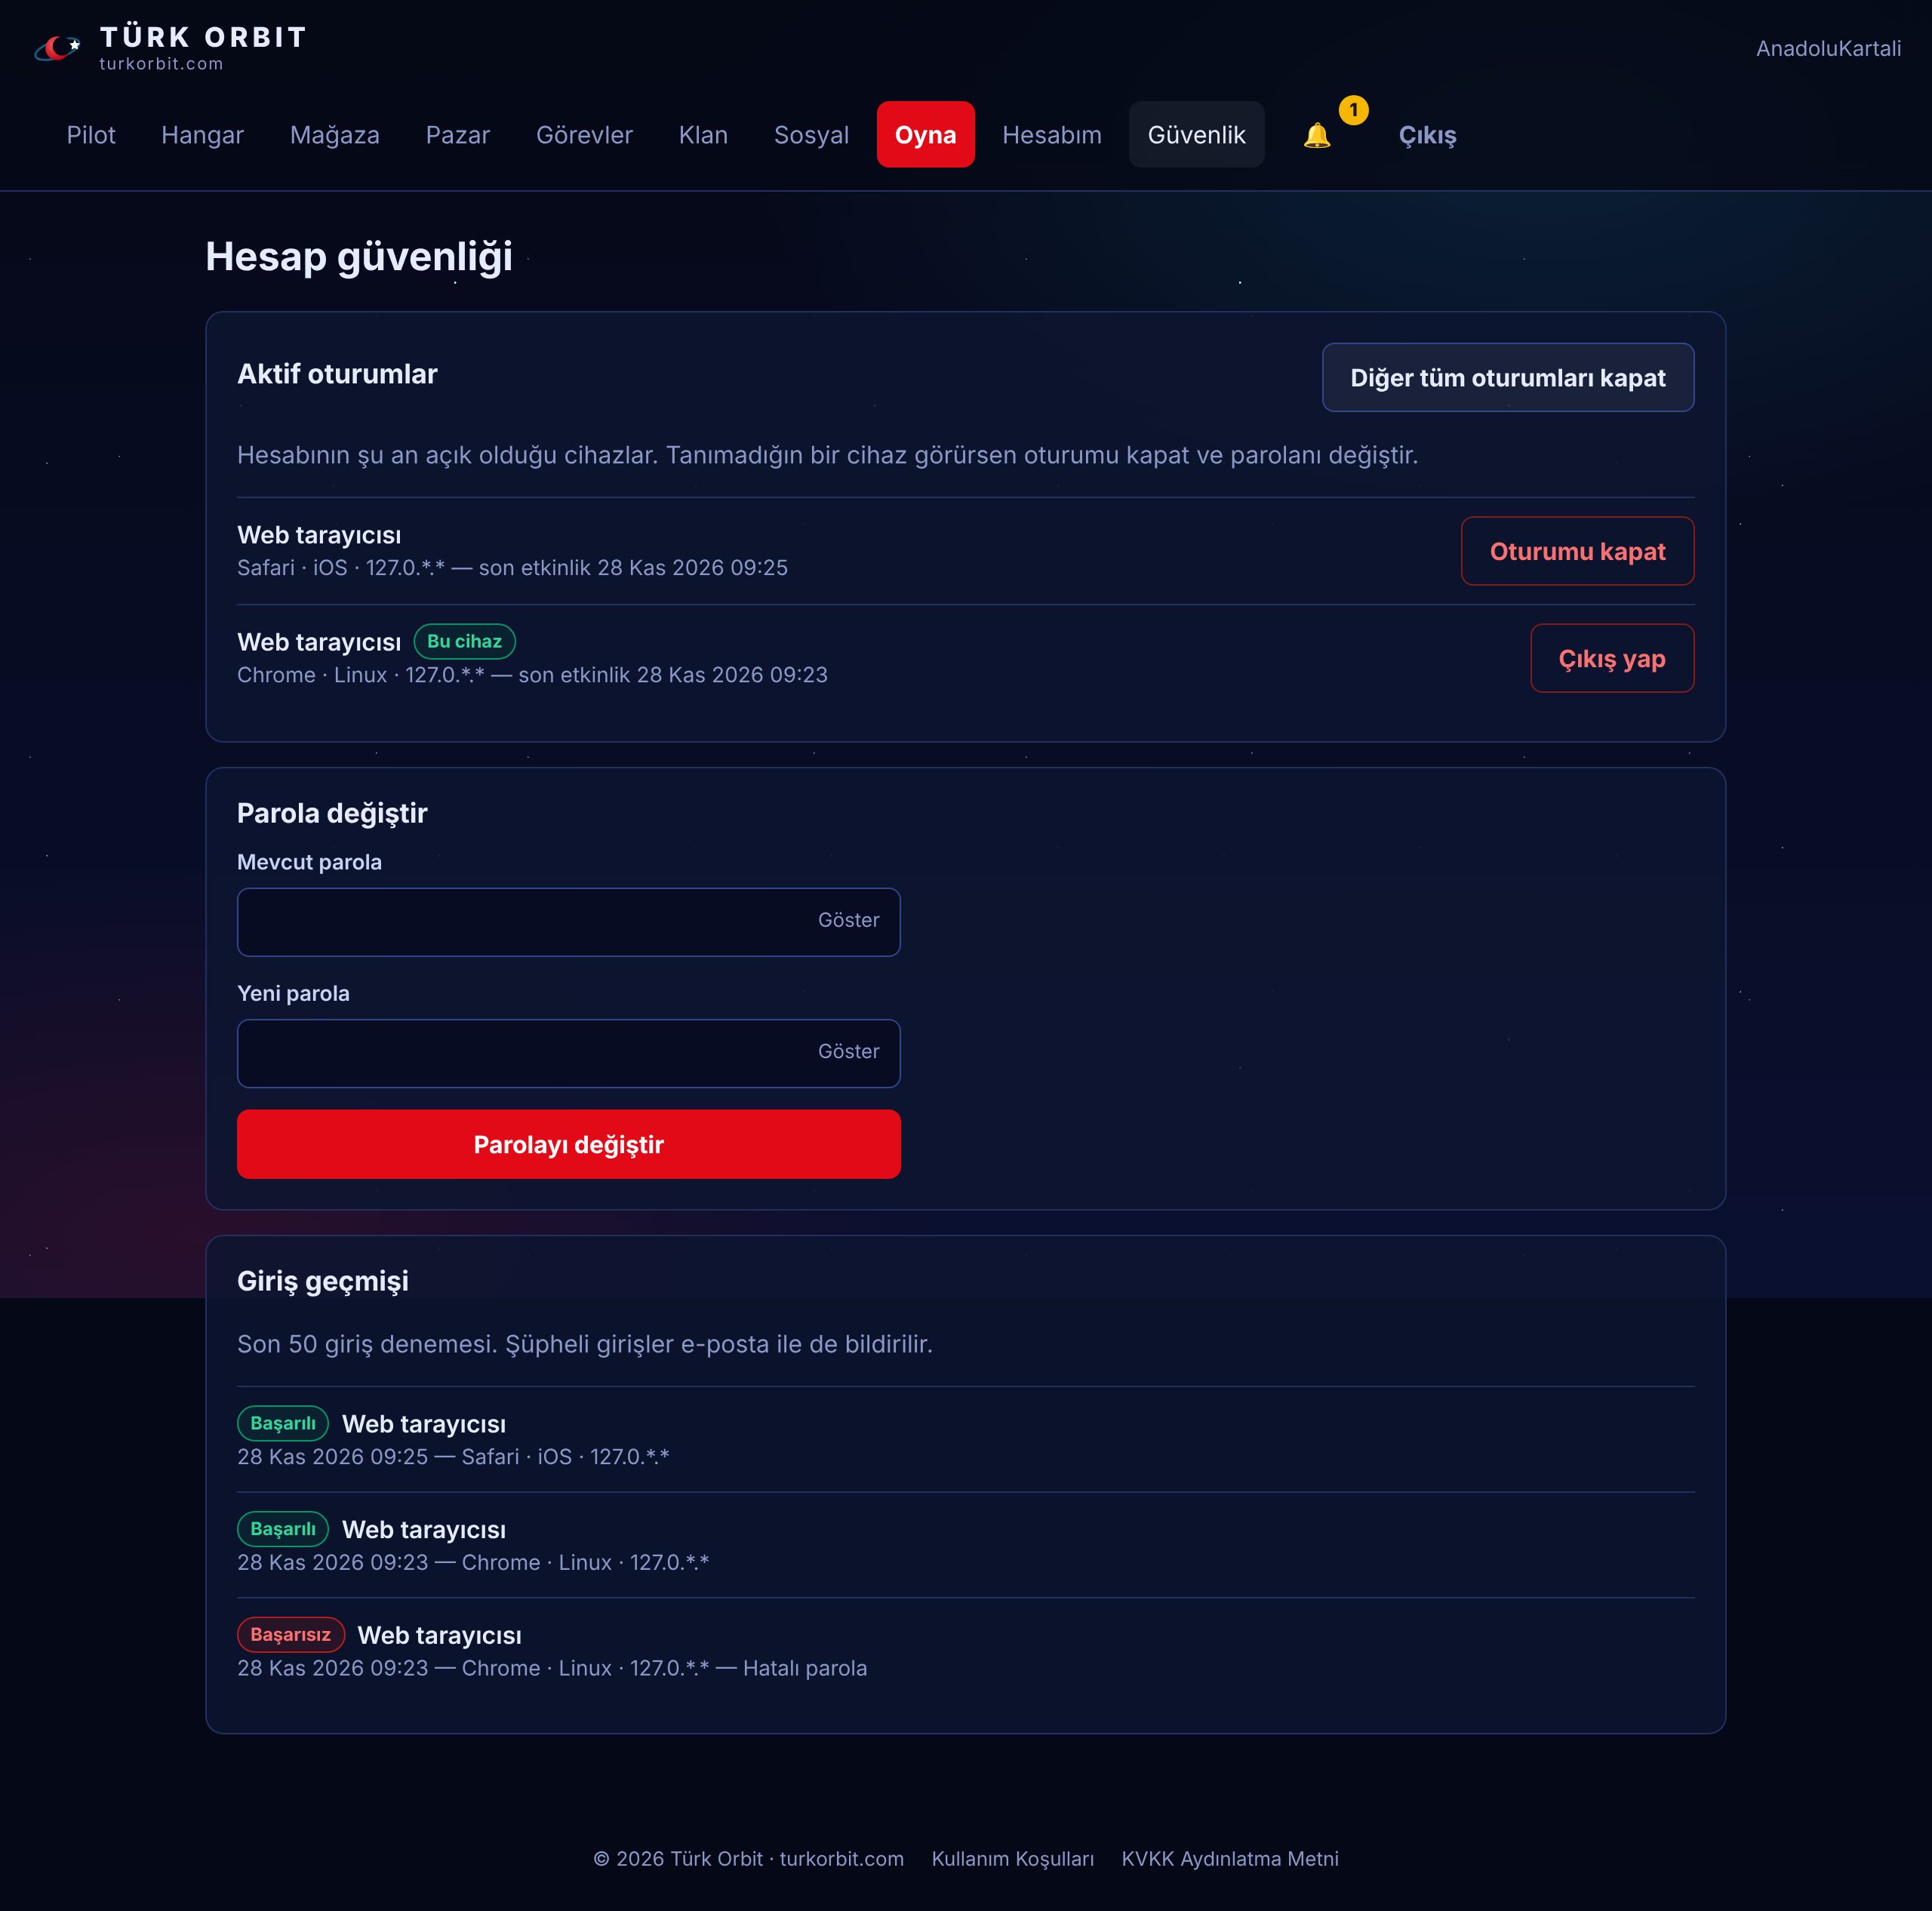 TÜRK ORBIT
turkorbit.com
AnadoluKartali
Pilot Hangar Mağaza Pazar Görevler Klan Sosyal Oyna Hesabım Güvenlik 1 Çıkış
Hesap güvenliği
Aktif oturumlar
Diğer tüm oturumları kapat
Hesabının şu an açık olduğu cihazlar. Tanımadığın bir cihaz görürsen oturumu kapat ve parolanı değiştir.
Web tarayıcısı
Safari · iOS · 127.0.*.* — son etkinlik 28 Kas 2026 09:25
Oturumu kapat
Web tarayıcısı Bu cihaz
Chrome · Linux · 127.0.*.* — son etkinlik 28 Kas 2026 09:23
Çıkış yap
Parola değiştir
Mevcut parola
Göster
Yeni parola
Göster
Parolayı değiştir
Giriş geçmişi
Son 50 giriş denemesi. Şüpheli girişler e-posta ile de bildirilir.
Başarılı Web tarayıcısı
28 Kas 2026 09:25 — Safari · iOS · 127.0.*.*
Başarılı Web tarayıcısı
28 Kas 2026 09:23 — Chrome · Linux · 127.0.*.*
Başarısız Web tarayıcısı
28 Kas 2026 09:23 — Chrome · Linux · 127.0.*.* — Hatalı parola
© 2026 Türk Orbit · turkorbit.com Kullanım Koşulları KVKK Aydınlatma Metni